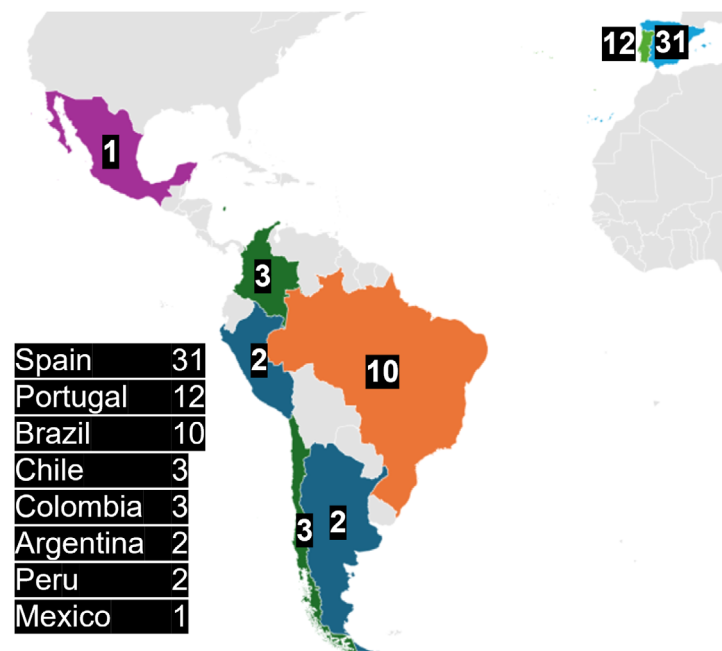 12 31
1
3
2
10
3 2
Spain 31
Portugal 12
Brazil 10
Chile 3
Colombia 3
Argentina 2
Peru 2
Mexico 1